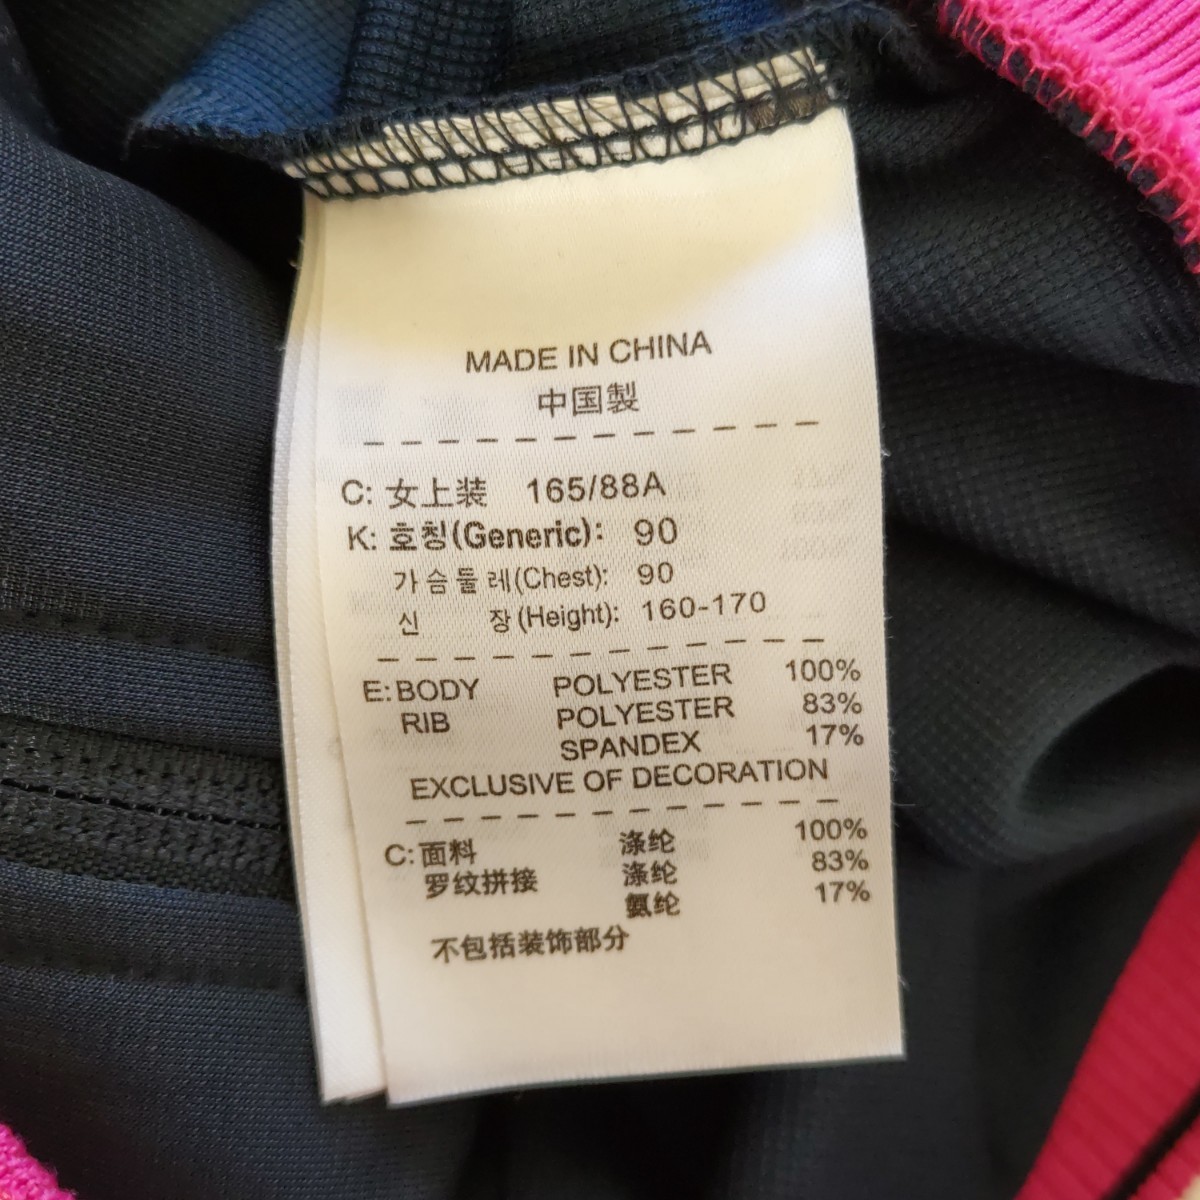 MADE IN CHINA
中国製
C: 女上装 165/88A
K: 호칭(Generic): 90
가슴둘레(Chest): 90
신 장(Height): 160-170
E: BODY POLYESTER 100%
RIB POLYESTER 83%
SPANDEX 17%
EXCLUSIVE OF DECORATION
C: 面料 涤纶 100%
罗纹拼接 涤纶 83%
氨纶 17%
不包括装饰部分